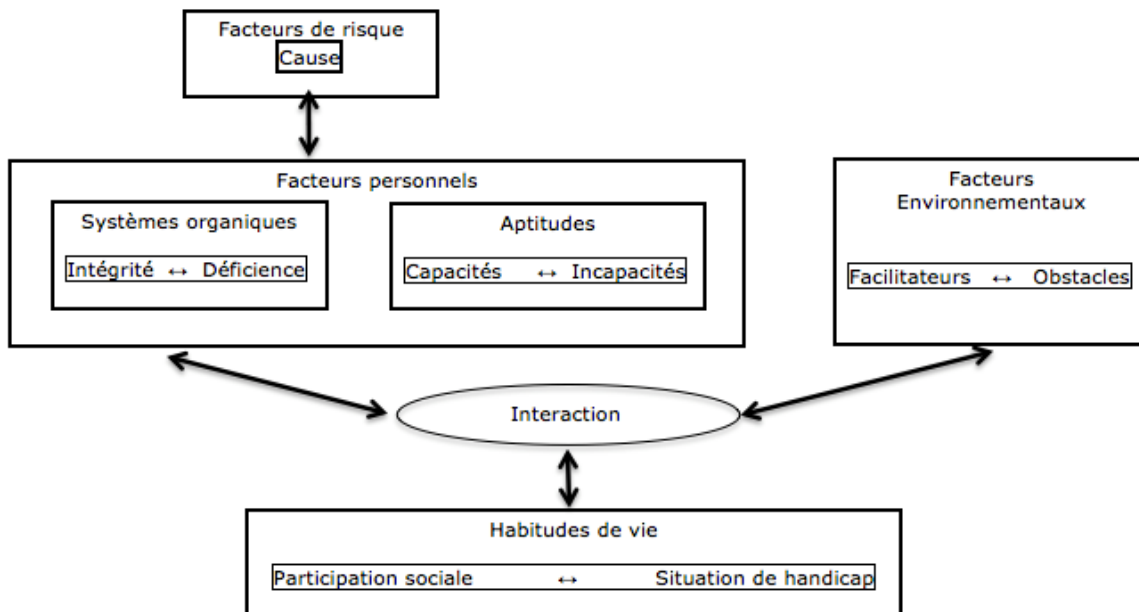 Facteurs de risque
Cause
Facteurs personnels
Systèmes organiques
Intégrité ↔ Déficience
Aptitudes
Capacités ↔ Incapacités
Facteurs
Environnementaux
Facilitateurs ↔ Obstacles
Interaction
Habitudes de vie
Participation sociale ↔ Situation de handicap